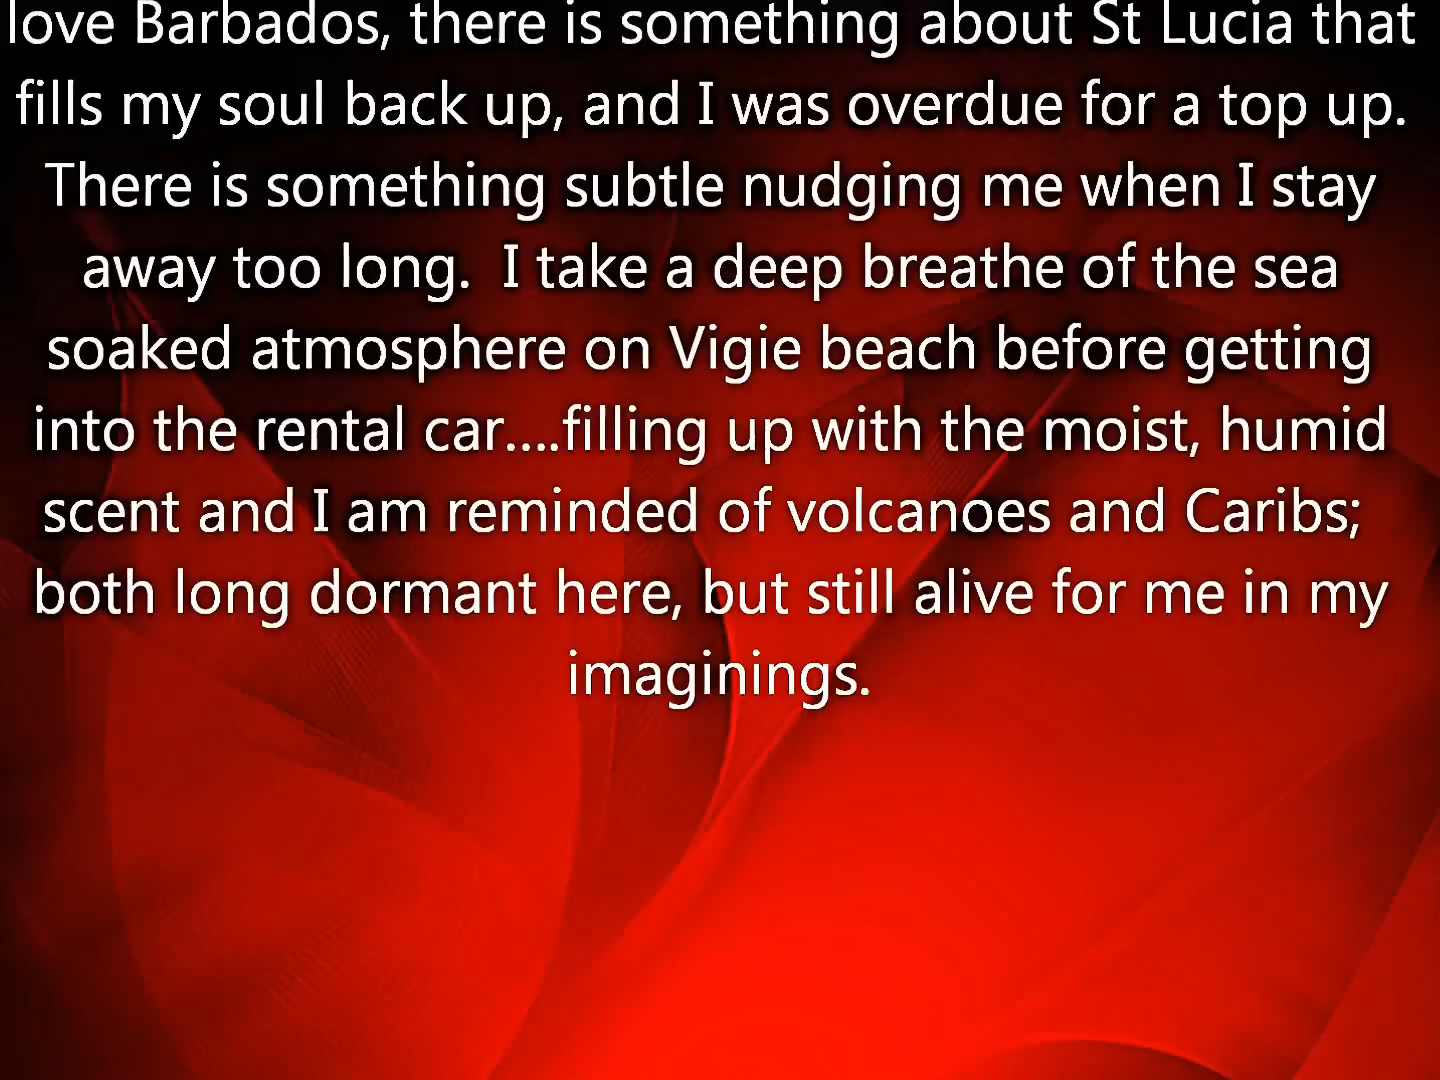 love Barbados, there is something about St Lucia that
fills my soul back up, and I was overdue for a top up.
There is something subtle nudging me when I stay
away too long.  I take a deep breathe of the sea
soaked atmosphere on Vigie beach before getting
into the rental car....filling up with the moist, humid
scent and I am reminded of volcanoes and Caribs;
both long dormant here, but still alive for me in my
imaginings.